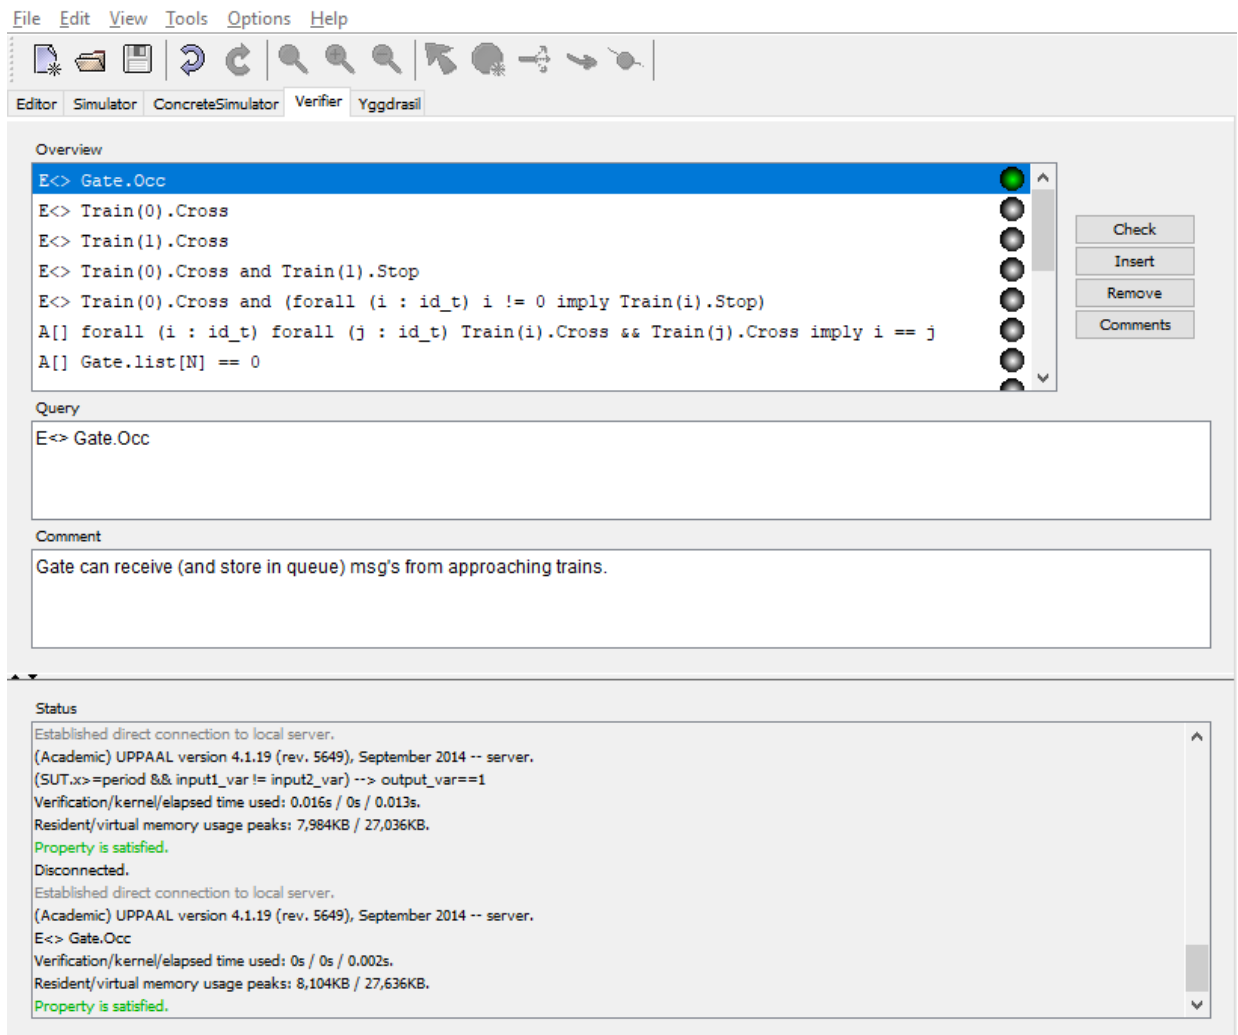 File Edit View Tools Options Help
Editor Simulator ConcreteSimulator Verifier Yggdrasil
Overview
E<> Gate.Occ
E<> Train(0).Cross
E<> Train(1).Cross
E<> Train(0).Cross and Train(1).Stop
E<> Train(0).Cross and (forall (i : id_t) i != 0 imply Train(i).Stop)
A[] forall (i : id_t) forall (j : id_t) Train(i).Cross && Train(j).Cross imply i == j
A[] Gate.list[N] == 0
Check
Insert
Remove
Comments
Query
E<> Gate.Occ
Comment
Gate can receive (and store in queue) msg's from approaching trains.
Status
Established direct connection to local server.
(Academic) UPPAAL version 4.1.19 (rev. 5649), September 2014 -- server.
(SUT.x>=period && input1_var != input2_var) --> output_var==1
Verification/kernel/elapsed time used: 0.016s / 0s / 0.013s.
Resident/virtual memory usage peaks: 7,984KB / 27,036KB.
Property is satisfied.
Disconnected.
Established direct connection to local server.
(Academic) UPPAAL version 4.1.19 (rev. 5649), September 2014 -- server.
E<> Gate.Occ
Verification/kernel/elapsed time used: 0s / 0s / 0.002s.
Resident/virtual memory usage peaks: 8,104KB / 27,636KB.
Property is satisfied.